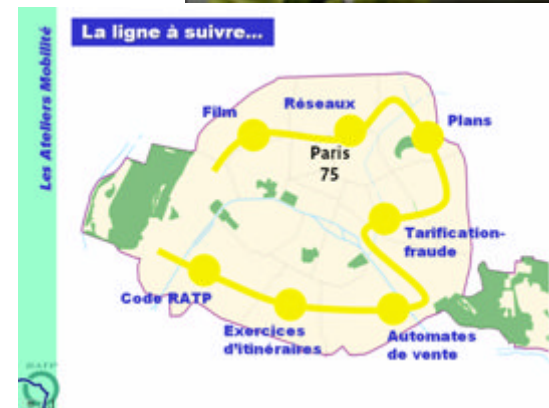 La ligne à suivre...
Les Ateliers Mobilité
Film
Réseaux
Plans
Paris
75
Tarification-
fraude
Code RATP
Exercices
d'itinéraires
Automates
de vente
RATP